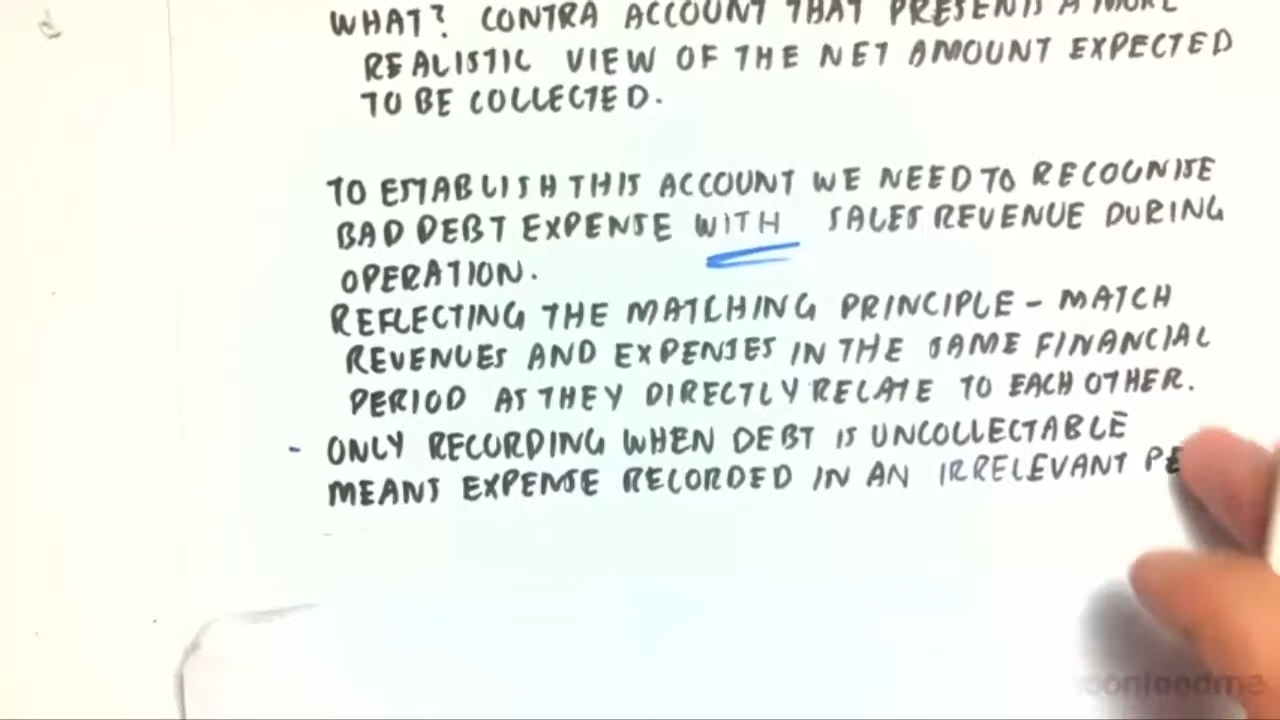 WHAT? CONTRA ACCOUNT THAT PRESENTS A MORE
REALISTIC VIEW OF THE NET AMOUNT EXPECTED
TO BE COLLECTED.
TO ESTABLISH THIS ACCOUNT WE NEED TO RECOGNISE
BAD DEBT EXPENSE WITH SALES REVENUE DURING
OPERATION.
REFLECTING THE MATCHING PRINCIPLE - MATCH
REVENUES AND EXPENSES IN THE SAME FINANCIAL
PERIOD AS THEY DIRECTLY RELATE TO EACH OTHER.
- ONLY RECORDING WHEN DEBT IS UNCOLLECTABLE
MEANS EXPENSE RECORDED IN AN IRRELEVANT PE